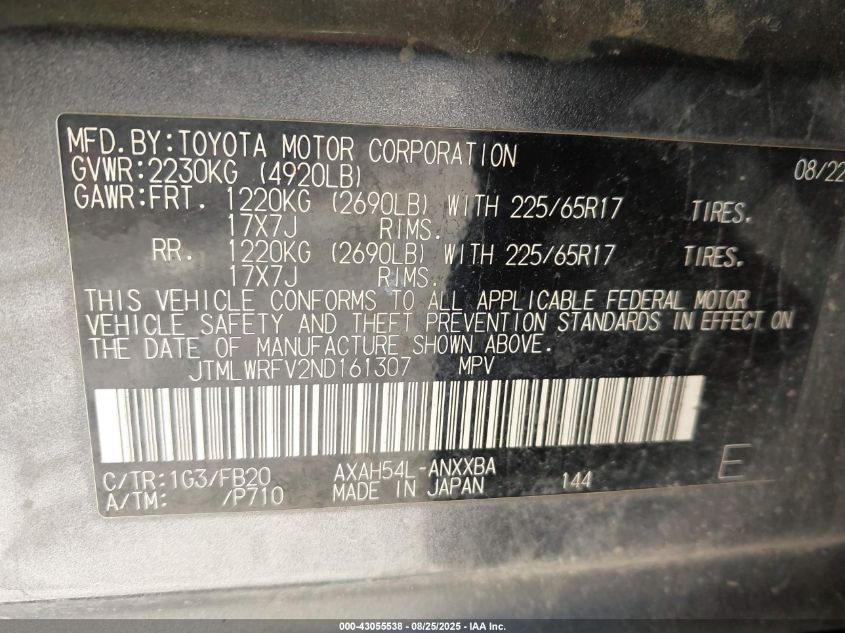 MFD.BY:TOYOTA MOTOR CORPORATION 08/22
GVWR:2230KG (4920LB)
GAWR:FRT. 1220KG (2690LB) WITH 225/65R17 TIRES.
17X7J RIMS.
RR. 1220KG (2690LB) WITH 225/65R17 TIRES.
17X7J RIMS.
THIS VEHICLE CONFORMS TO ALL APPLICABLE FEDERAL MOTOR
VEHICLE SAFETY AND THEFT PREVENTION STANDARDS IN EFFECT ON
THE DATE OF MANUFACTURE SHOWN ABOVE.
JTMLWRFV2ND161307 MPV
C/TR:1G3/FB20 AXAH54L-ANXXBA 144 E
A/TM: /P710 MADE IN JAPAN
000-43055538 - 08/25/2025 - IAA Inc.